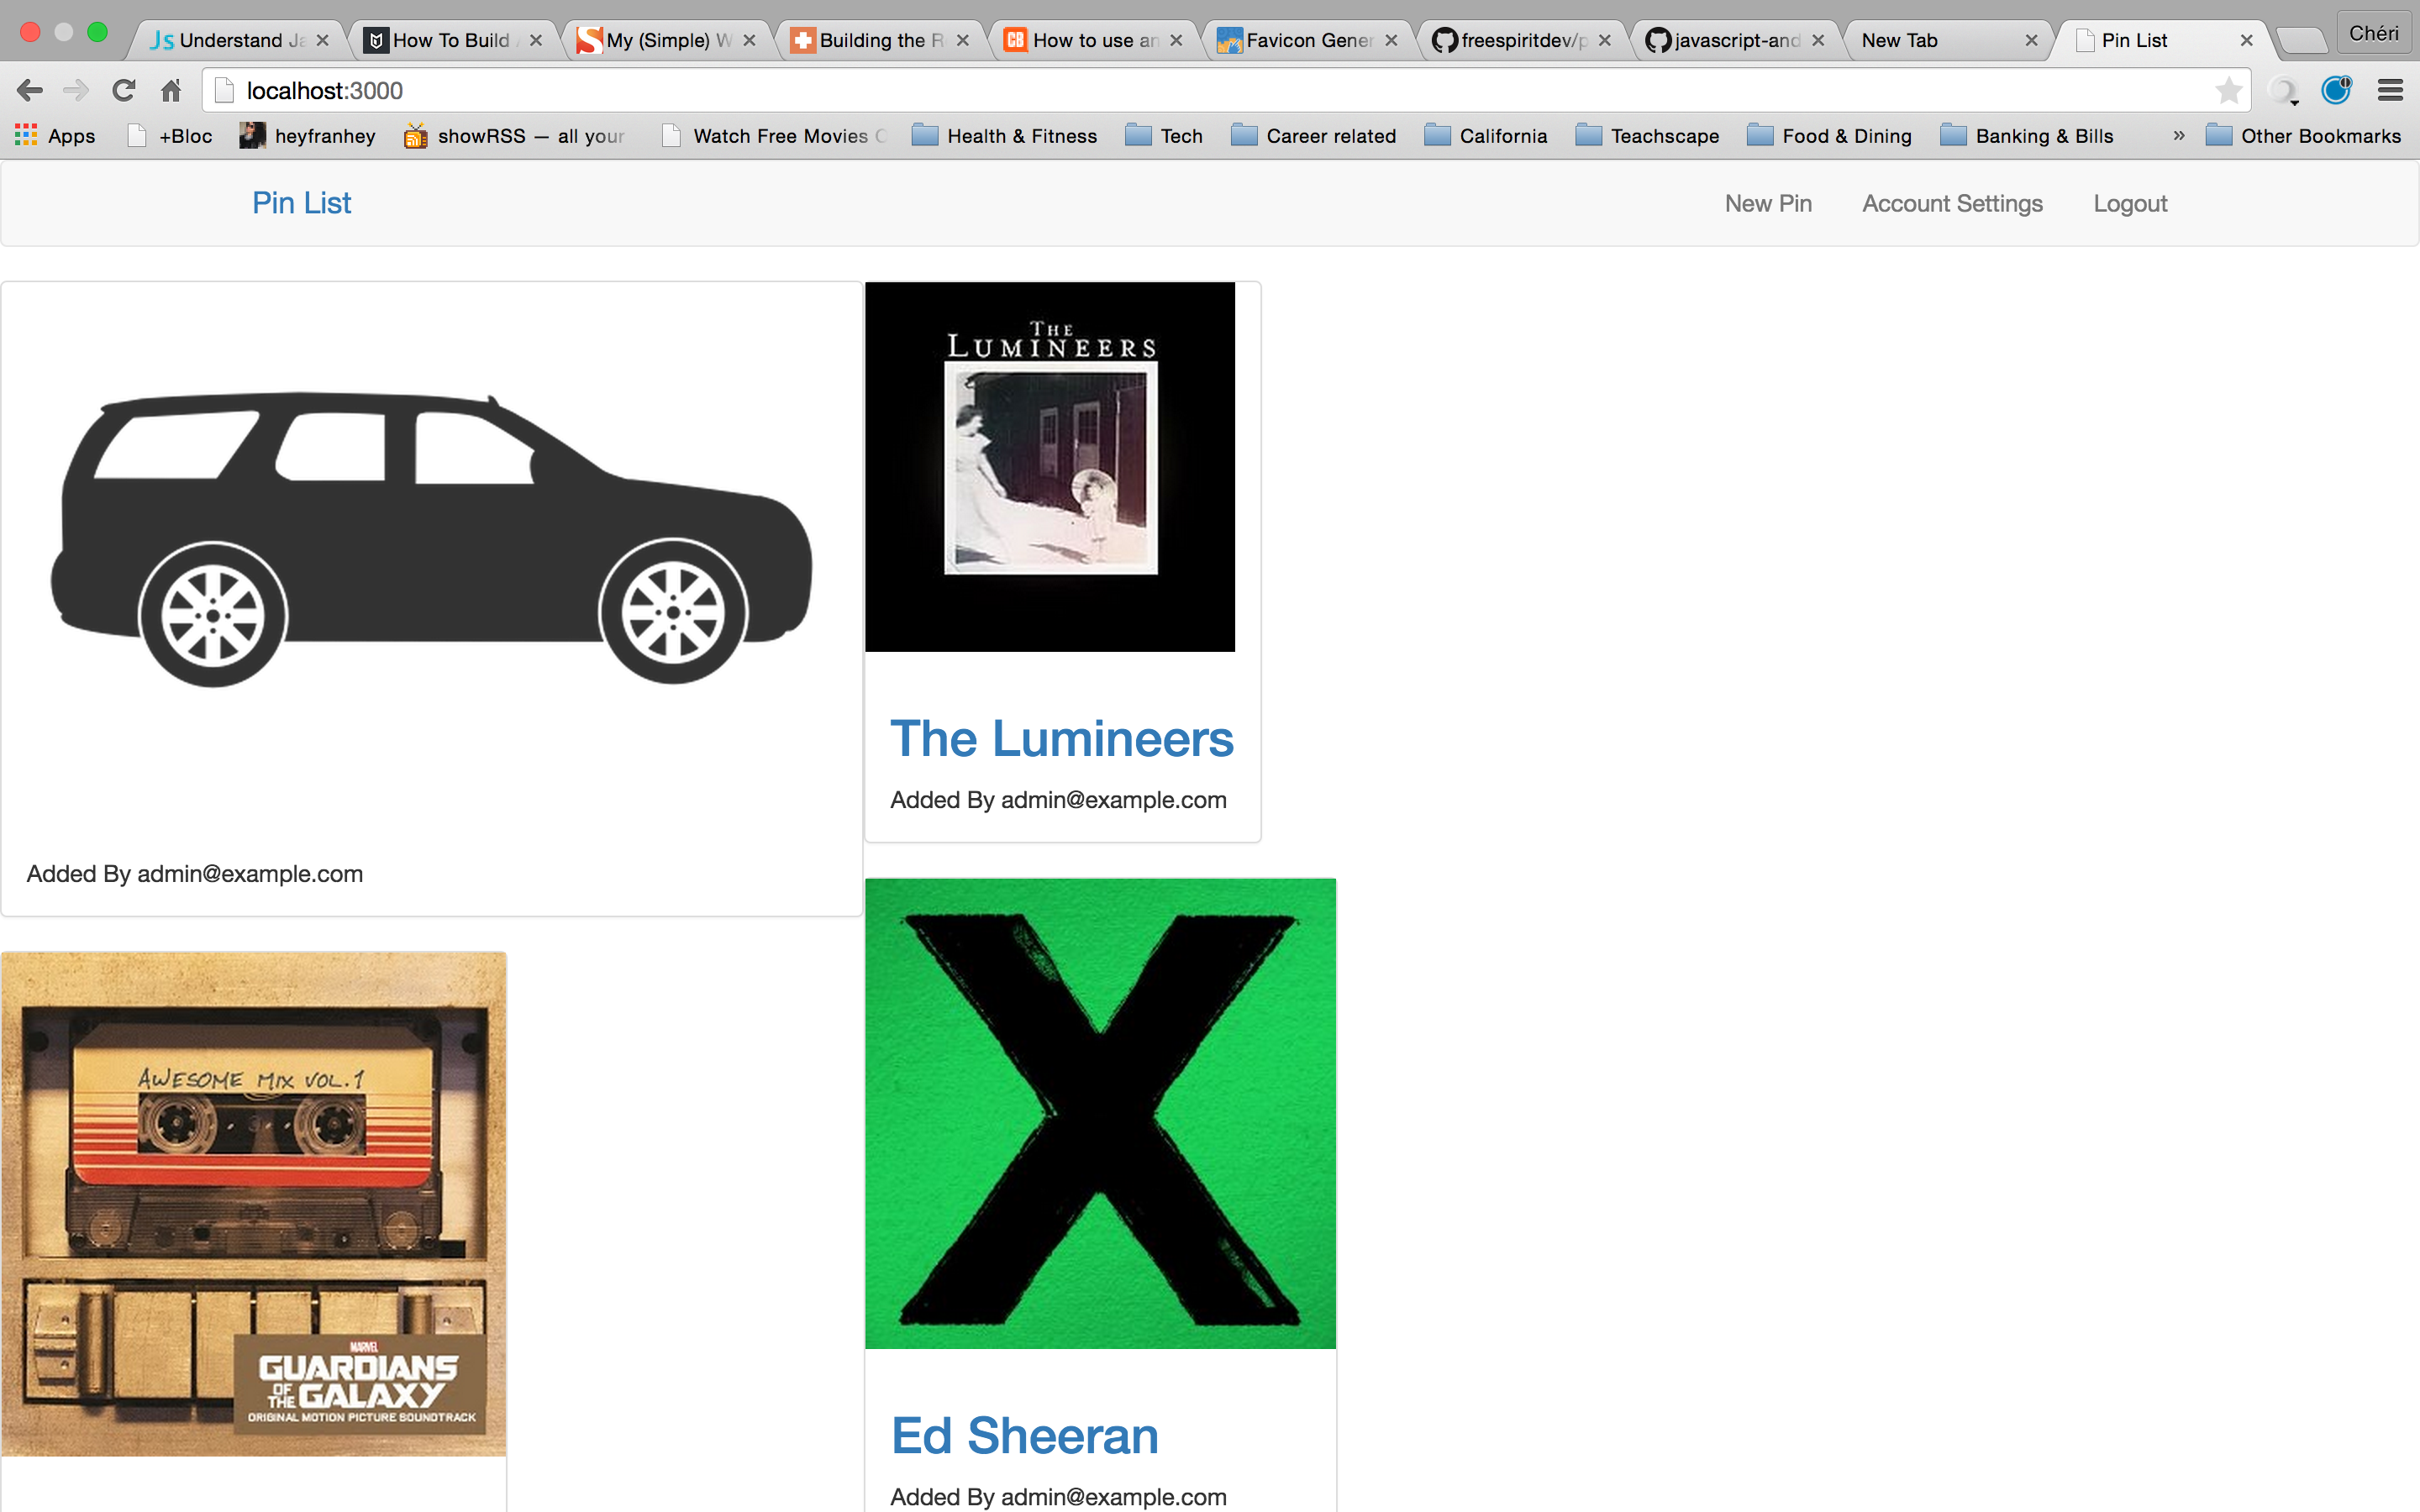 Understand Ja
How To Build A
My (Simple) W
Building the R
How to use an
Favicon Gener
freespiritdev/p
javascript-and
New Tab
Pin List
Chéri
localhost:3000
Apps
+Bloc
heyfranhey
showRSS — all your
Watch Free Movies O
Health & Fitness
Tech
Career related
California
Teachscape
Food & Dining
Banking & Bills
»
Other Bookmarks
Pin List
New Pin
Account Settings
Logout
Added By admin@example.com
THE
LUMINEERS
The Lumineers
Added By admin@example.com
AWESOME MIX VOL.1
MARVEL
GUARDIANS
OF THE GALAXY
ORIGINAL MOTION PICTURE SOUNDTRACK
X
Ed Sheeran
Added By admin@example.com